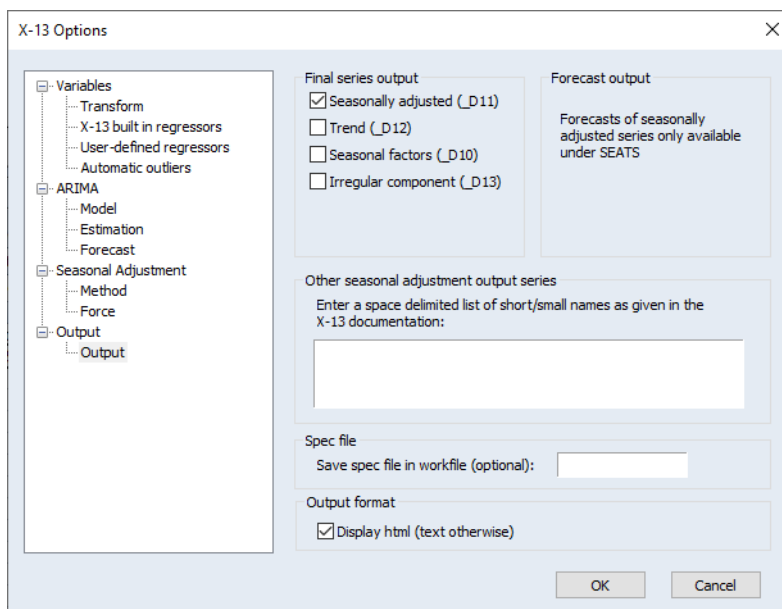 X-13 Options
Variables
Transform
X-13 built in regressors
User-defined regressors
Automatic outliers
ARIMA
Model
Estimation
Forecast
Seasonal Adjustment
Method
Force
Output
Output
Final series output
Seasonally adjusted (_D11)
Trend (_D12)
Seasonal factors (_D10)
Irregular component (_D13)
Forecast output
Forecasts of seasonally
adjusted series only available
under SEATS
Other seasonal adjustment output series
Enter a space delimited list of short/small names as given in the
X-13 documentation:
Spec file
Save spec file in workfile (optional):
Output format
Display html (text otherwise)
OK
Cancel